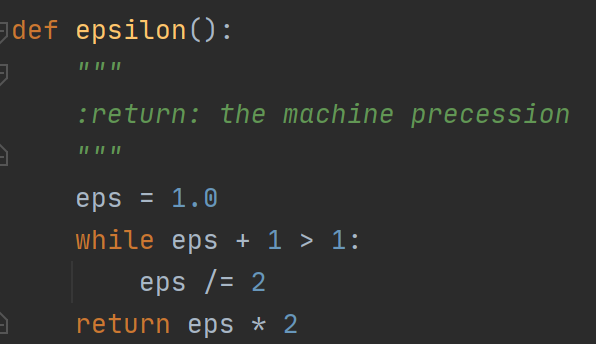 def epsilon():
    """
    :return: the machine precession
    """
    eps = 1.0
    while eps + 1 > 1:
        eps /= 2
    return eps * 2